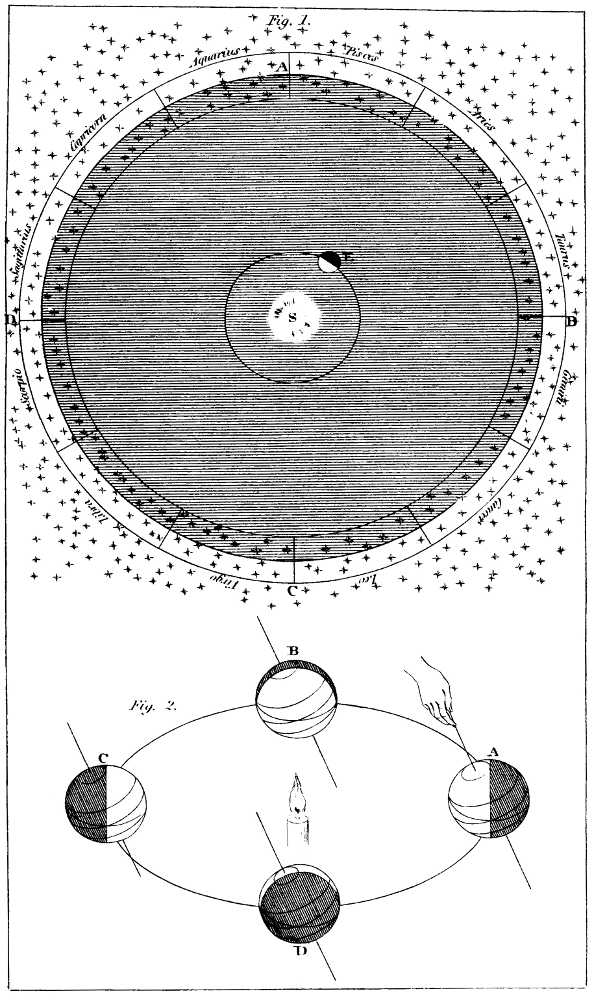 Fig. 1.
Aquarius
Pisces
A
Capricorn
Aries
Sagittarius
Taurus
E
S
D
B
Scorpio
Gemini
Libra
Cancer
Virgo
Leo
C
B
Fig. 2.
C
A
D